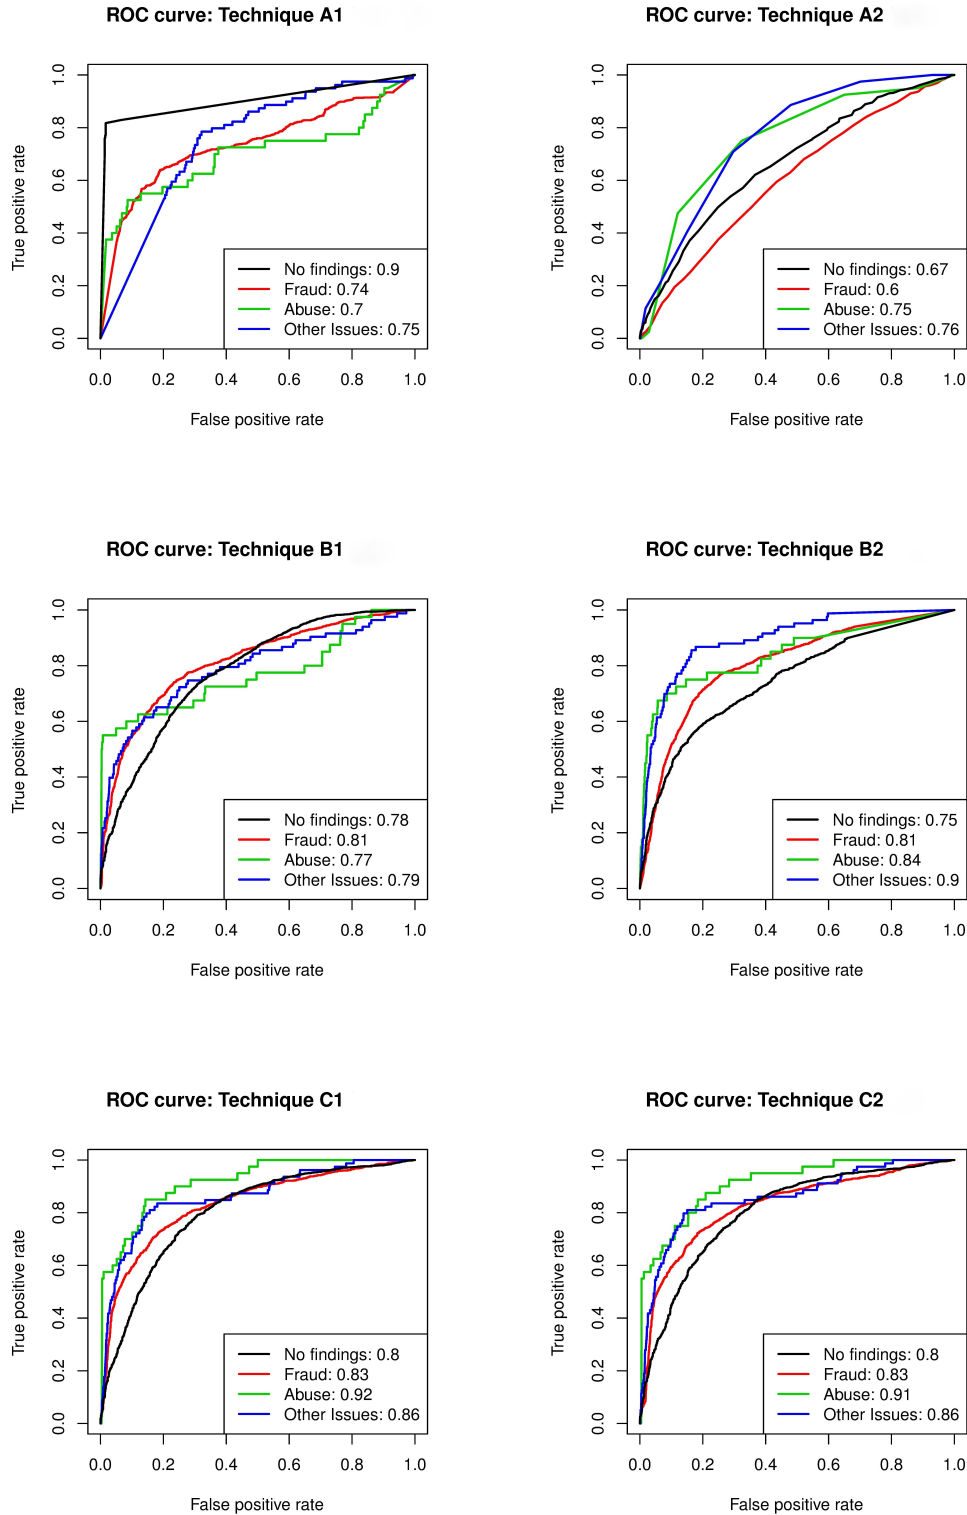 ROC curve: Technique A1
True positive rate
1.0
0.8
0.6
0.4
0.2
0.0
No findings: 0.9
Fraud: 0.74
Abuse: 0.7
Other Issues: 0.75
0.0 0.2 0.4 0.6 0.8 1.0
False positive rate
ROC curve: Technique A2
True positive rate
1.0
0.8
0.6
0.4
0.2
0.0
No findings: 0.67
Fraud: 0.6
Abuse: 0.75
Other Issues: 0.76
0.0 0.2 0.4 0.6 0.8 1.0
False positive rate
ROC curve: Technique B1
True positive rate
1.0
0.8
0.6
0.4
0.2
0.0
No findings: 0.78
Fraud: 0.81
Abuse: 0.77
Other Issues: 0.79
0.0 0.2 0.4 0.6 0.8 1.0
False positive rate
ROC curve: Technique B2
True positive rate
1.0
0.8
0.6
0.4
0.2
0.0
No findings: 0.75
Fraud: 0.81
Abuse: 0.84
Other Issues: 0.9
0.0 0.2 0.4 0.6 0.8 1.0
False positive rate
ROC curve: Technique C1
True positive rate
1.0
0.8
0.6
0.4
0.2
0.0
No findings: 0.8
Fraud: 0.83
Abuse: 0.92
Other Issues: 0.86
0.0 0.2 0.4 0.6 0.8 1.0
False positive rate
ROC curve: Technique C2
True positive rate
1.0
0.8
0.6
0.4
0.2
0.0
No findings: 0.8
Fraud: 0.83
Abuse: 0.91
Other Issues: 0.86
0.0 0.2 0.4 0.6 0.8 1.0
False positive rate